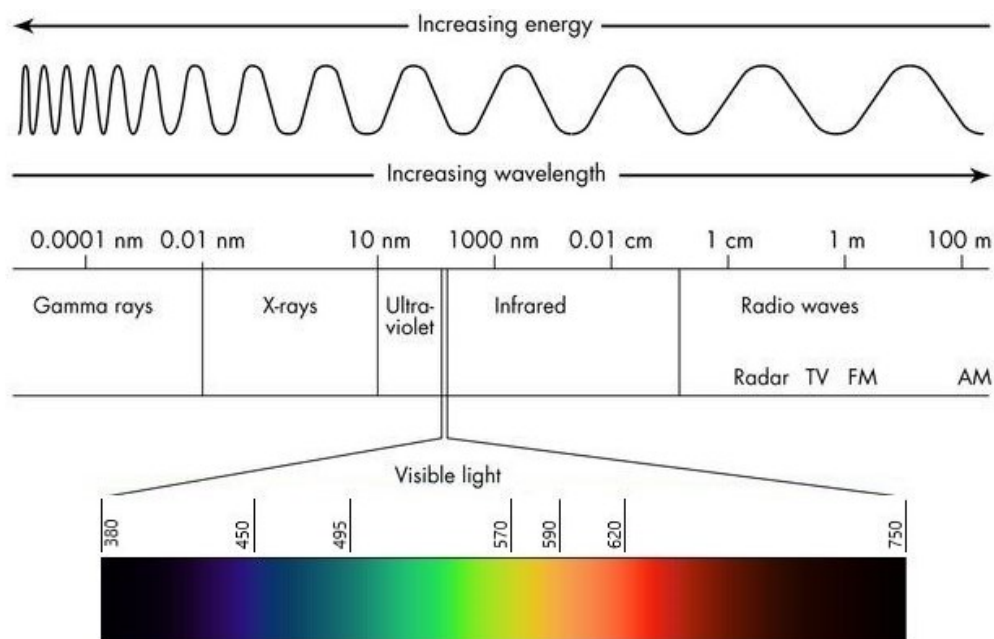 Increasing energy
Increasing wavelength
0.0001 nm 0.01 nm 10 nm 1000 nm 0.01 cm 1 cm 1 m 100 m
Gamma rays X-rays Ultra- Infrared Radio waves
violet
Radar TV FM AM
Visible light
380 450 495 570 590 620 750